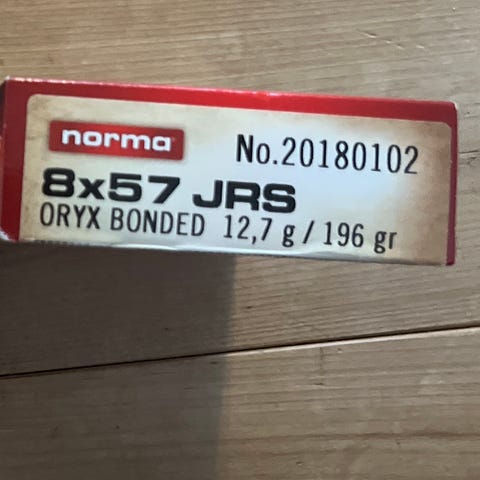 norma
No.20180102
8x57 JRS
ORYX BONDED 12,7 g / 196 gr